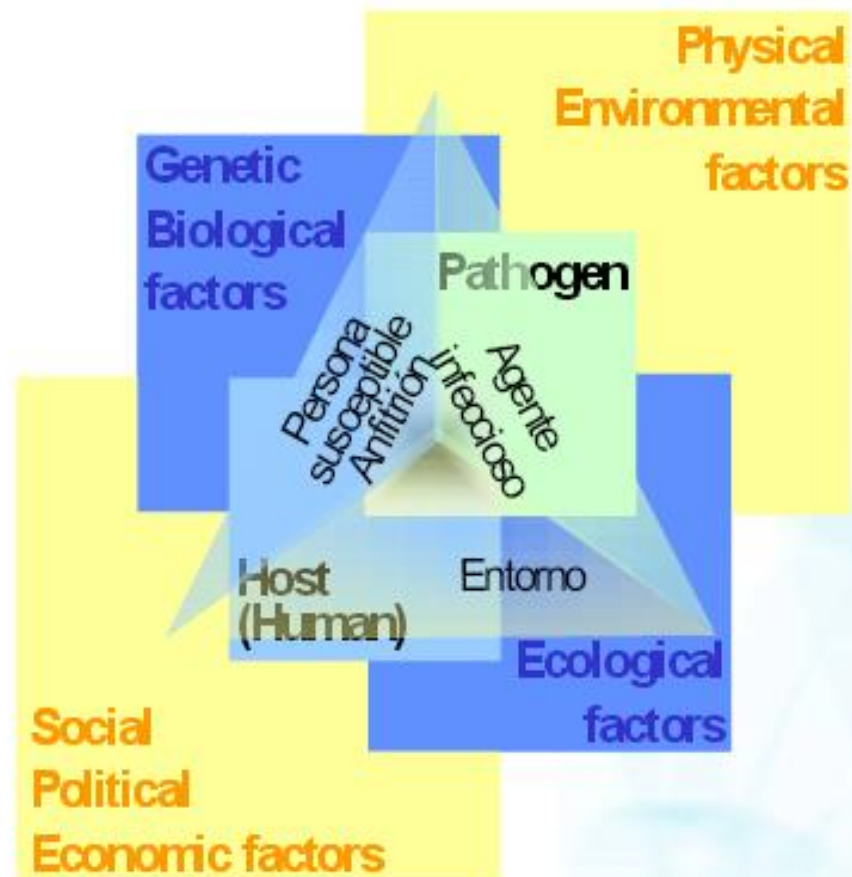 Physical
Environmental
factors
Genetic
Biological
factors
Pathogen
Persona
susceptible
Anfitrión
Agente
infeccioso
Host
(Human)
Entorno
Ecological
factors
Social
Political
Economic factors